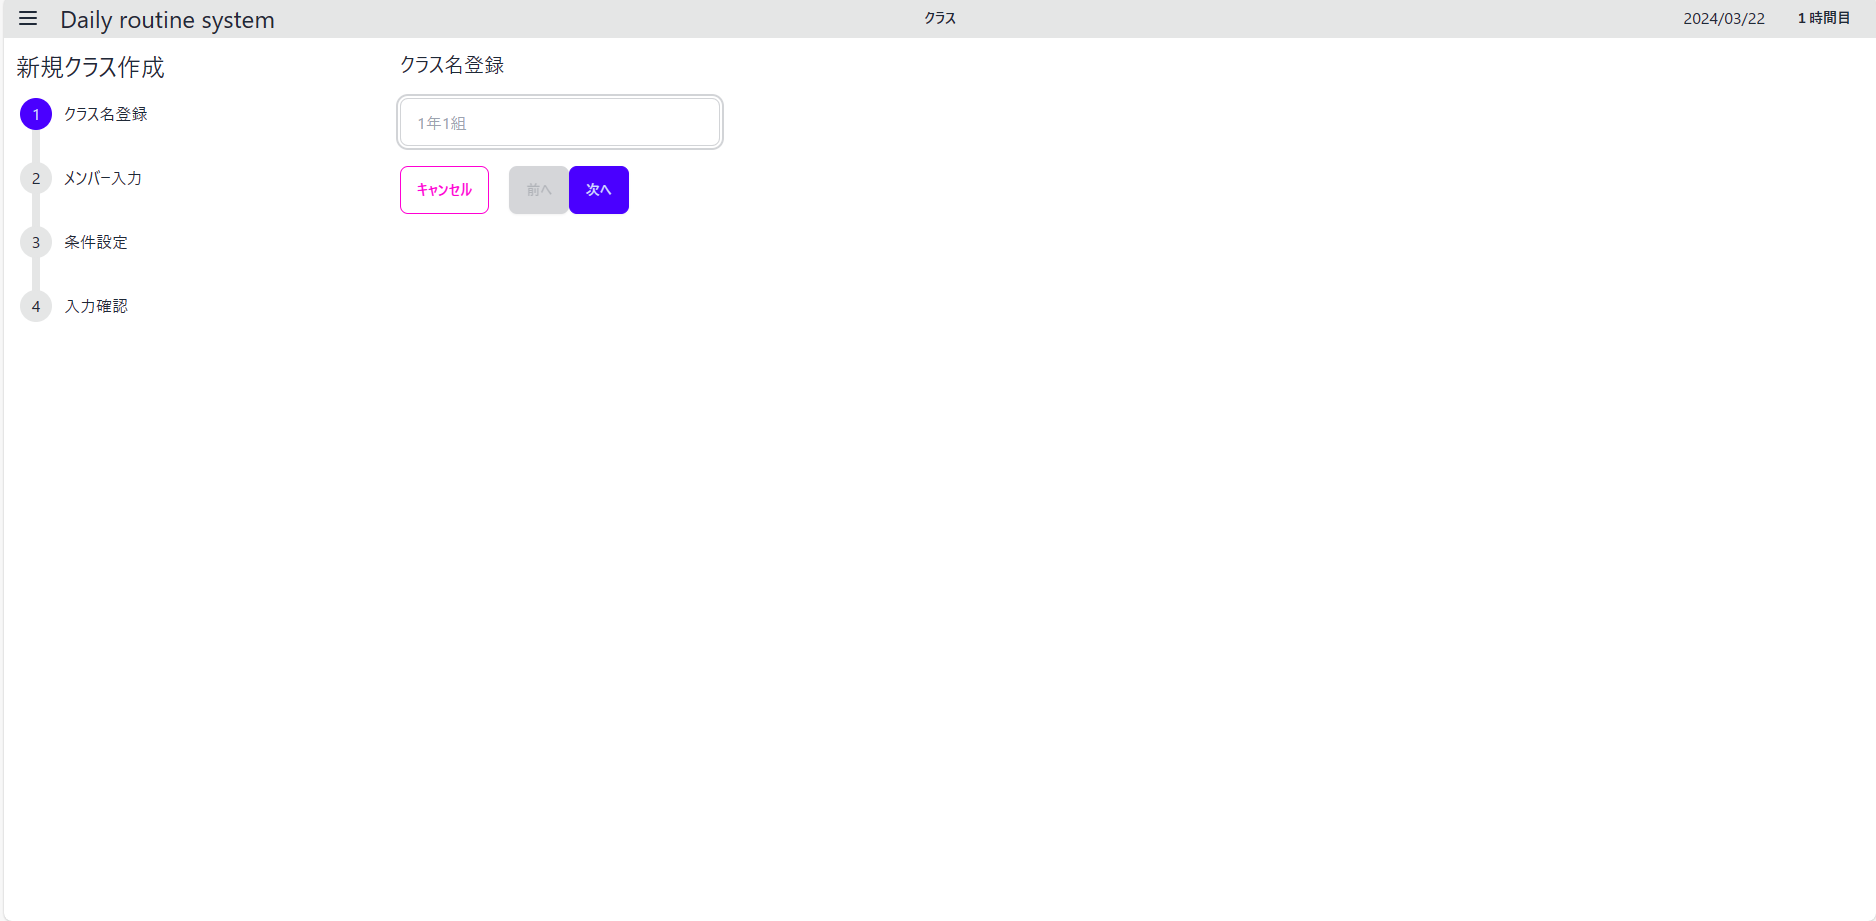 Daily routine system
クラス
2024/03/22
1 時間目
新規クラス作成
1 クラス名登録
2 メンバー入力
3 条件設定
4 入力確認
クラス名登録
1年1組
キャンセル 前へ 次へ